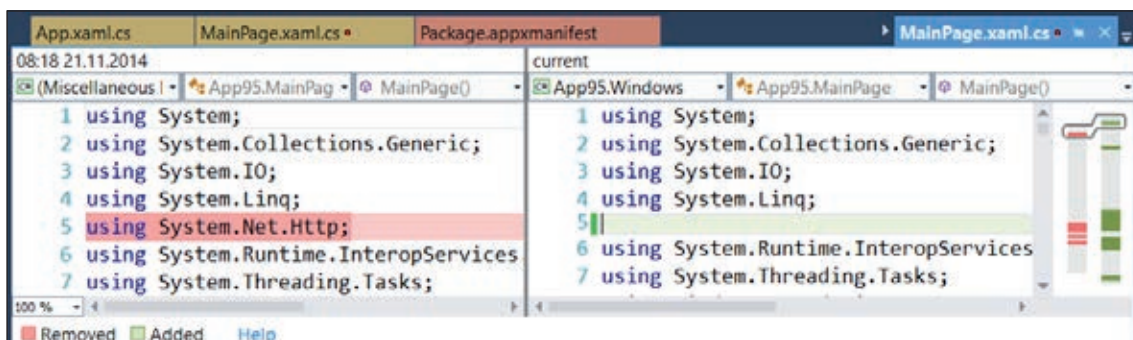 App.xaml.cs MainPage.xaml.cs Package.appxmanifest MainPage.xaml.cs
08:18 21.11.2014 current
(Miscellaneous App95.MainPag MainPage() App95.Windows App95.MainPage MainPage()
1 using System; 1 using System;
2 using System.Collections.Generic; 2 using System.Collections.Generic;
3 using System.IO; 3 using System.IO;
4 using System.Linq; 4 using System.Linq;
5 using System.Net.Http; 5
6 using System.Runtime.InteropServices. 6 using System.Runtime.InteropServices
7 using System.Threading.Tasks; 7 using System.Threading.Tasks;
100 %
Removed Added Help